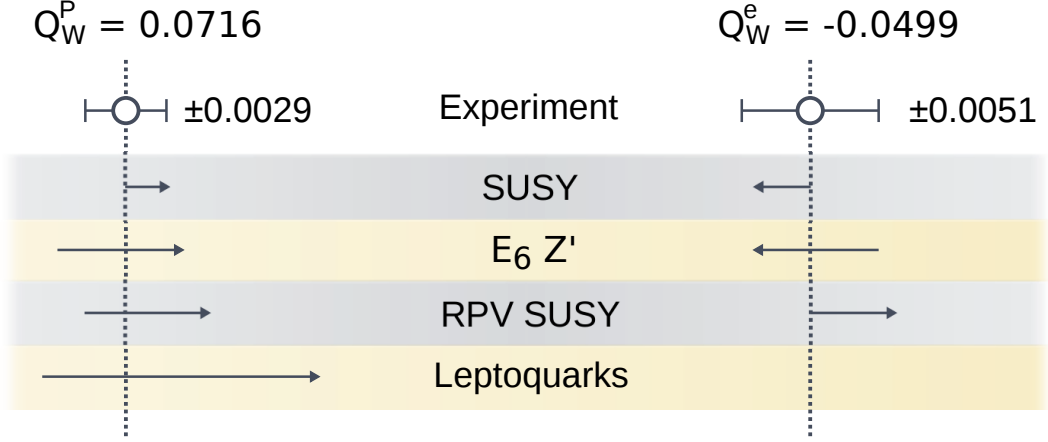 Q_W^P = 0.0716 Q_W^e = -0.0499
±0.0029 Experiment ±0.0051
SUSY
E₆ Z'
RPV SUSY
Leptoquarks